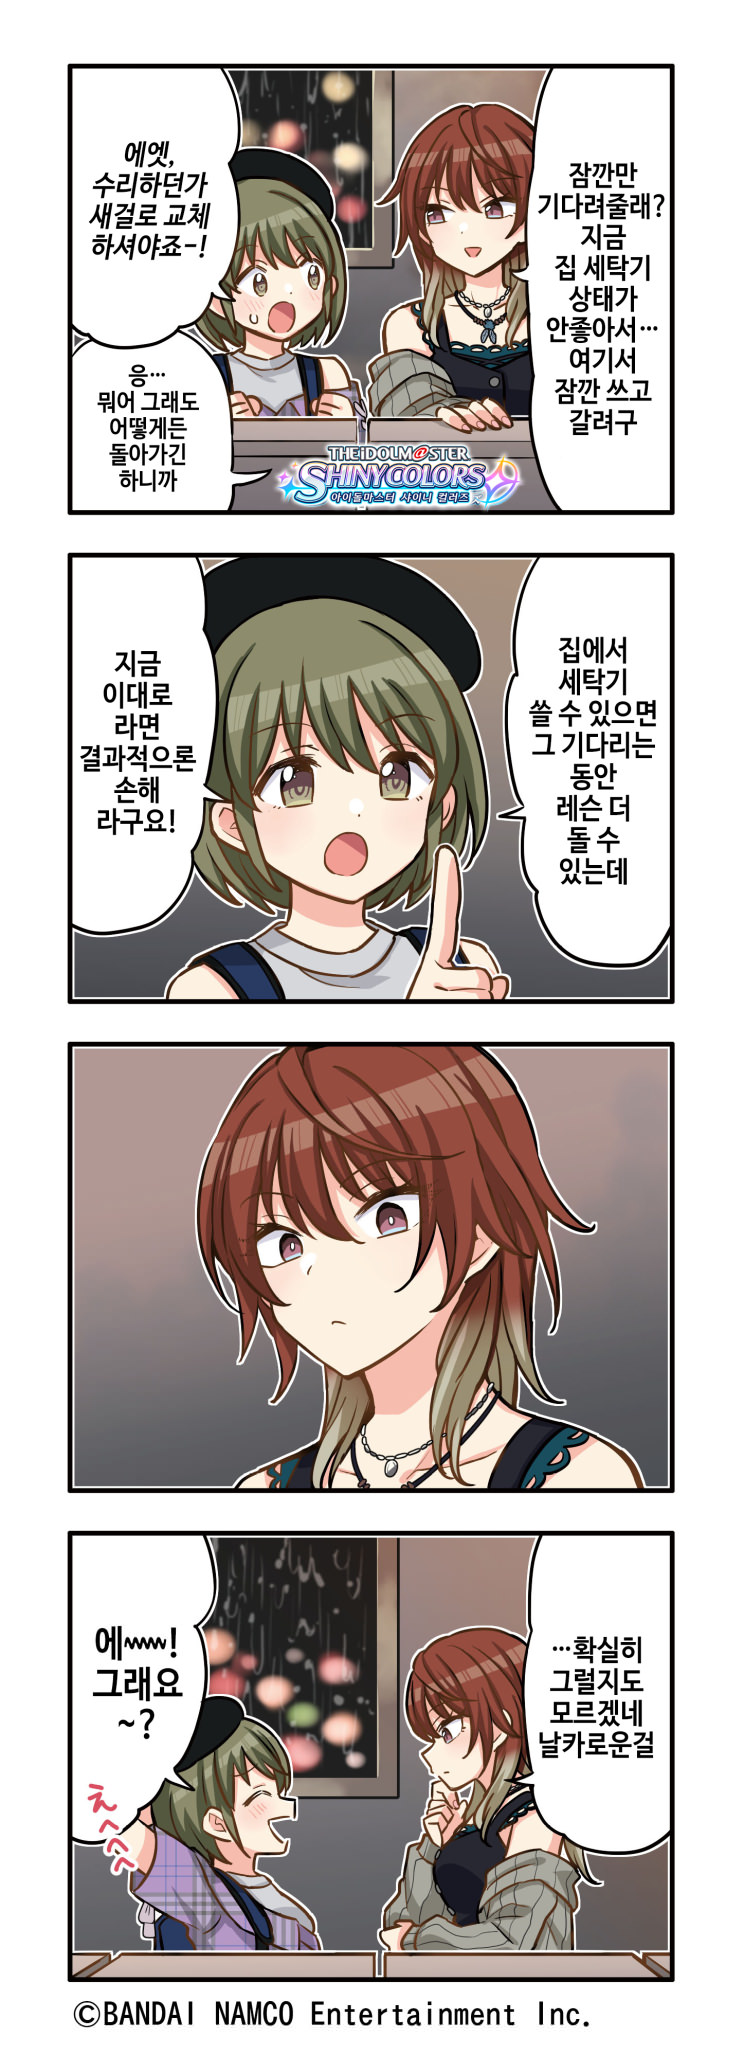 잠깐만
기다려줄래?
지금
집 세탁기
상태가
안좋아서…
여기서
잠깐 쓰고
갈려구
에엣,
수리하던가
새걸로 교체
하셔야죠-!
응…
뭐어 그래도
어떻게든
돌아가긴
하니까
THE iDOLM@STER
SHINY COLORS
아이돌마스터 샤이니 컬러즈
집에서
세탁기
쓸 수 있으면
그 기다리는
동안
레슨 더
돌 수
있는데
지금
이대로
라면
결과적으론
손해
라구요!
…확실히
그럴지도
모르겠네
날카로운걸
에~~~!
그래요
~?
えへへへ
©BANDAI NAMCO Entertainment Inc.